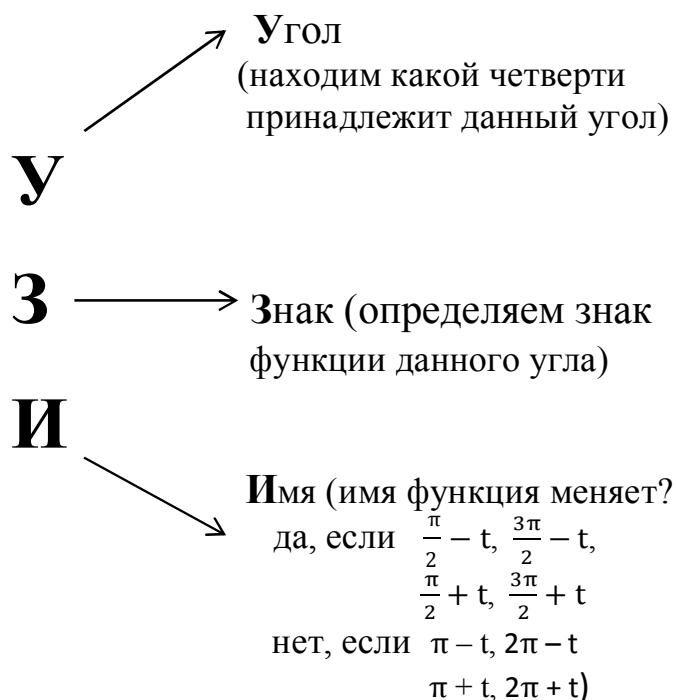 Угол
(находим какой четверти
принадлежит данный угол)
У
З
Знак (определяем знак
функции данного угла)
И
Имя (имя функция меняет?
да, если π/2 − t, 3π/2 − t,
π/2 + t, 3π/2 + t
нет, если π – t, 2π – t
π + t, 2π + t)